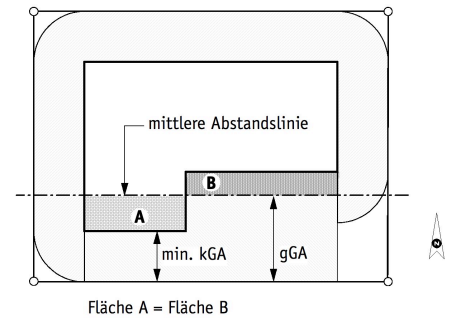 mittlere Abstandslinie
B
A
min. kGA
gGA
Fläche A = Fläche B